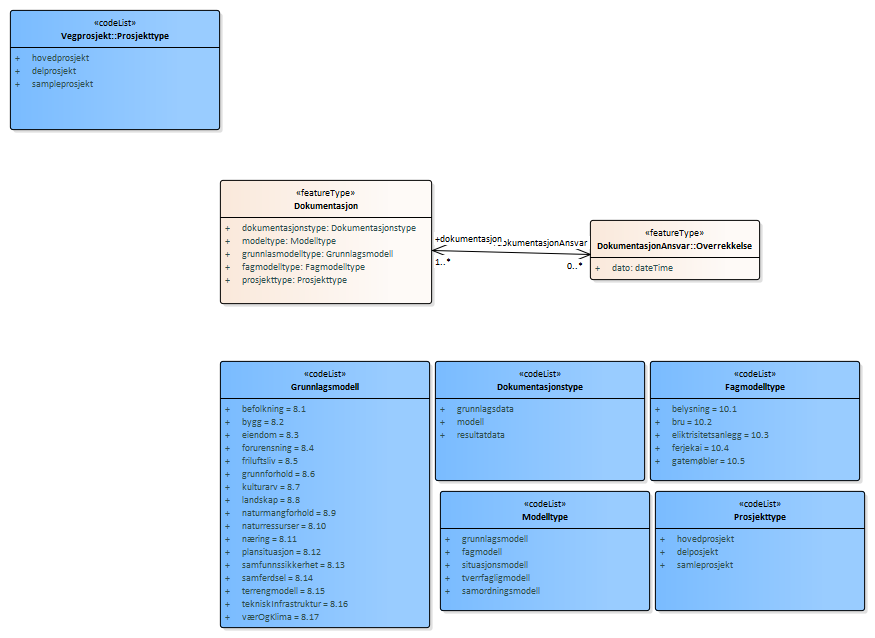 «codeList»
Vegprosjekt::Prosjekttype
+ hovedprosjekt
+ delprosjekt
+ sampleprosjekt
«featureType»
Dokumentasjon
+ dokumentasjonstype: Dokumentasjonstype
+ modeltype: Modelltype
+ grunnlasmodelltype: Grunnlagsmodell
+ fagmodelltype: Fagmodelltype
+ prosjekttype: Prosjekttype
+dokumentasjon
okumentasjonAnsvar
1..*
0..*
«featureType»
DokumentasjonAnsvar::Overrekkelse
+ dato: dateTime
«codeList»
Grunnlagsmodell
+ befolkning = 8.1
+ bygg = 8.2
+ eiendom = 8.3
+ forurensning = 8.4
+ friluftsliv = 8.5
+ grunnforhold = 8.6
+ kulturarv = 8.7
+ landskap = 8.8
+ naturmangforhold = 8.9
+ naturressurser = 8.10
+ næring = 8.11
+ plansituasjon = 8.12
+ samfunnssikkerhet = 8.13
+ samferdsel = 8.14
+ terrengmodell = 8.15
+ tekniskInfrastruktur = 8.16
+ værOgKlima = 8.17
«codeList»
Dokumentasjonstype
+ grunnlagsdata
+ modell
+ resultatdata
«codeList»
Fagmodelltype
+ belysning = 10.1
+ bru = 10.2
+ eliktrisitetsanlegg = 10.3
+ ferjekai = 10.4
+ gatemøbler = 10.5
«codeList»
Modelltype
+ grunnlagsmodell
+ fagmodell
+ situasjonsmodell
+ tverrfagligmodell
+ samordningsmodell
«codeList»
Prosjekttype
+ hovedprosjekt
+ delposjekt
+ samleprosjekt